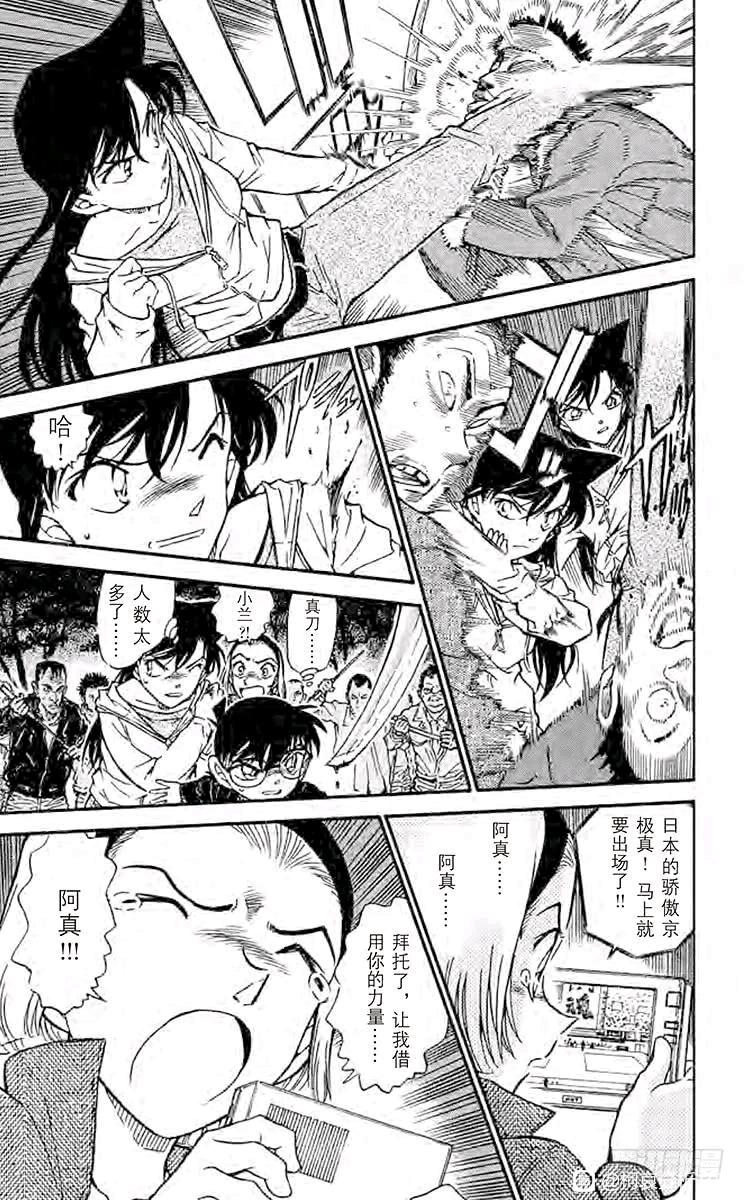 哈!
真刀……
小兰?!
人数太
多了……
日本的骄傲京
极真！马上就
要出场了!!
阿真……
阿真……
拜托了，让我借
用你的力量……
阿真!!!